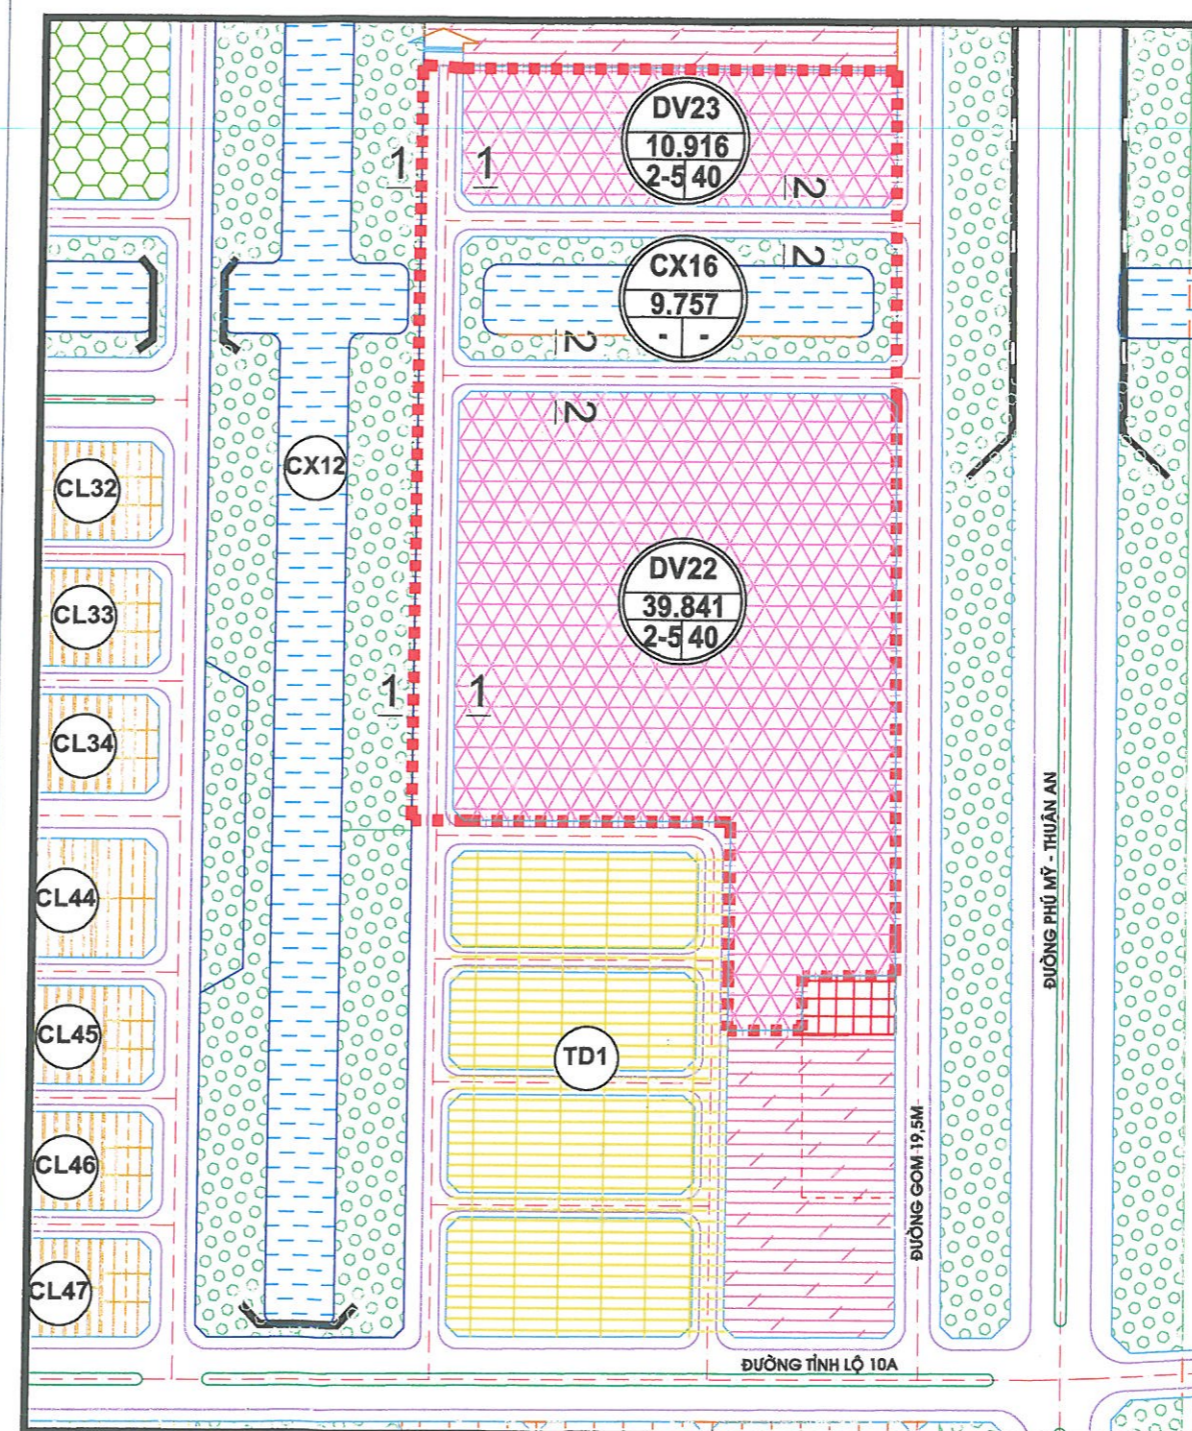 DV23
10.916
2-5 40
1
1
2
CX16
9.757
- -
2
2
2
CX12
CL32
DV22
39.841
2-5 40
CL33
1
1
CL34
ĐƯỜNG PHÚ MỸ - THUẬN AN
CL44
CL45
TD1
CL46
ĐƯỜNG GOM 19,5M
CL47
ĐƯỜNG TỈNH LỘ 10A